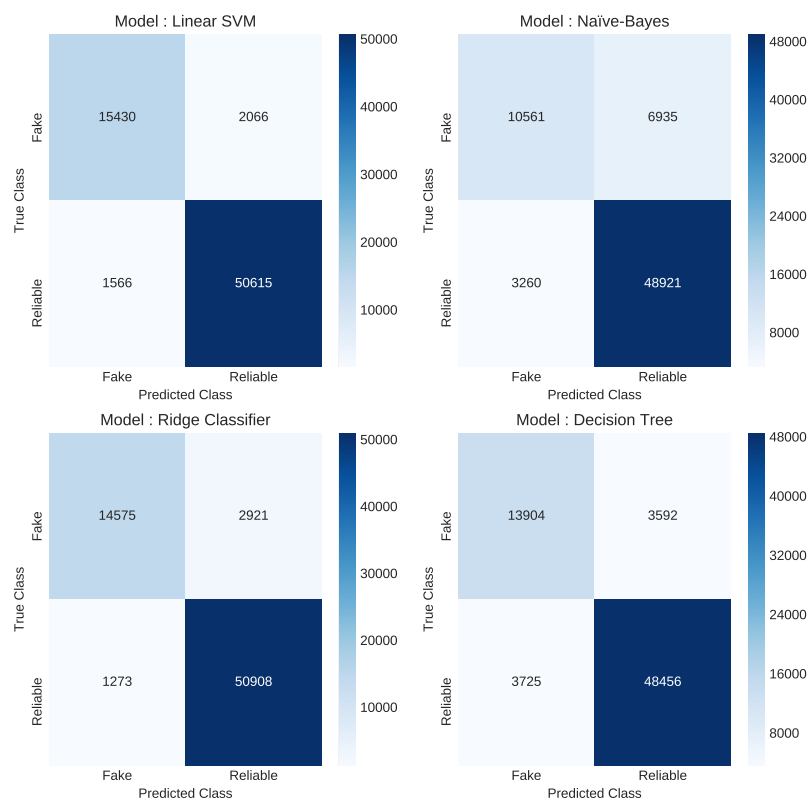 Model : Linear SVM
True Class
Fake
Reliable
15430
2066
1566
50615
Fake
Reliable
Predicted Class
50000
40000
30000
20000
10000
Model : Naïve-Bayes
True Class
Fake
Reliable
10561
6935
3260
48921
Fake
Reliable
Predicted Class
48000
40000
32000
24000
16000
8000
Model : Ridge Classifier
True Class
Fake
Reliable
14575
2921
1273
50908
Fake
Reliable
Predicted Class
50000
40000
30000
20000
10000
Model : Decision Tree
True Class
Fake
Reliable
13904
3592
3725
48456
Fake
Reliable
Predicted Class
48000
40000
32000
24000
16000
8000